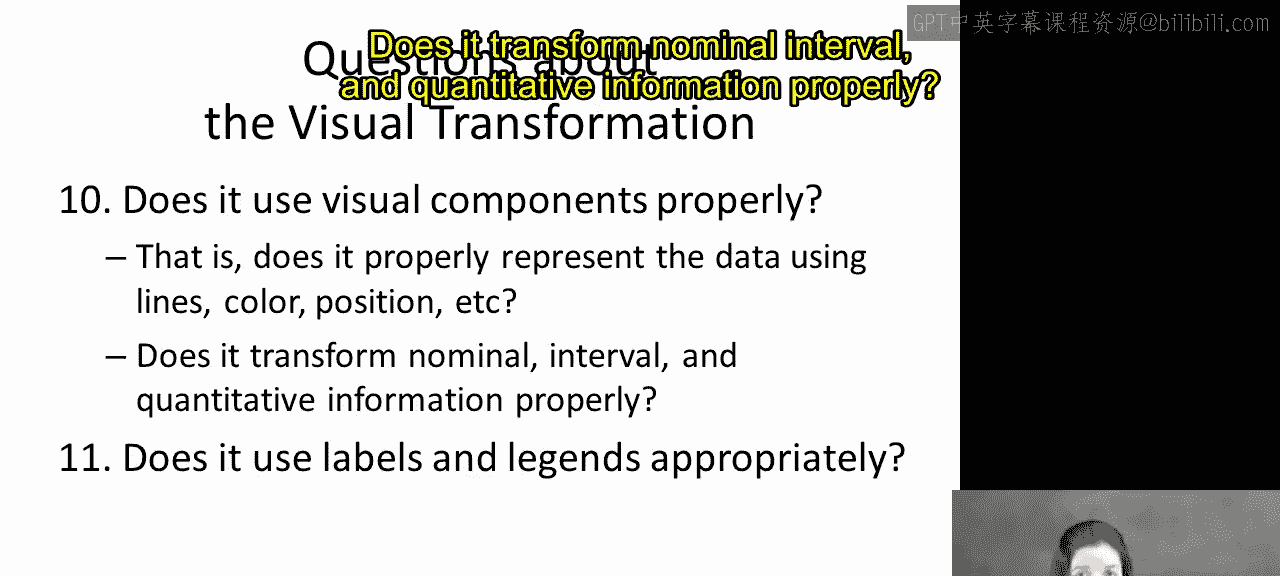 GPT中英字幕课程资源@bilibili.com
Does it transform nominal interval,
and quantitative information properly?
Questions about
the Visual Transformation
10. Does it use visual components properly?
– That is, does it properly represent the data using
lines, color, position, etc?
– Does it transform nominal, interval, and
quantitative information properly?
11. Does it use labels and legends appropriately?